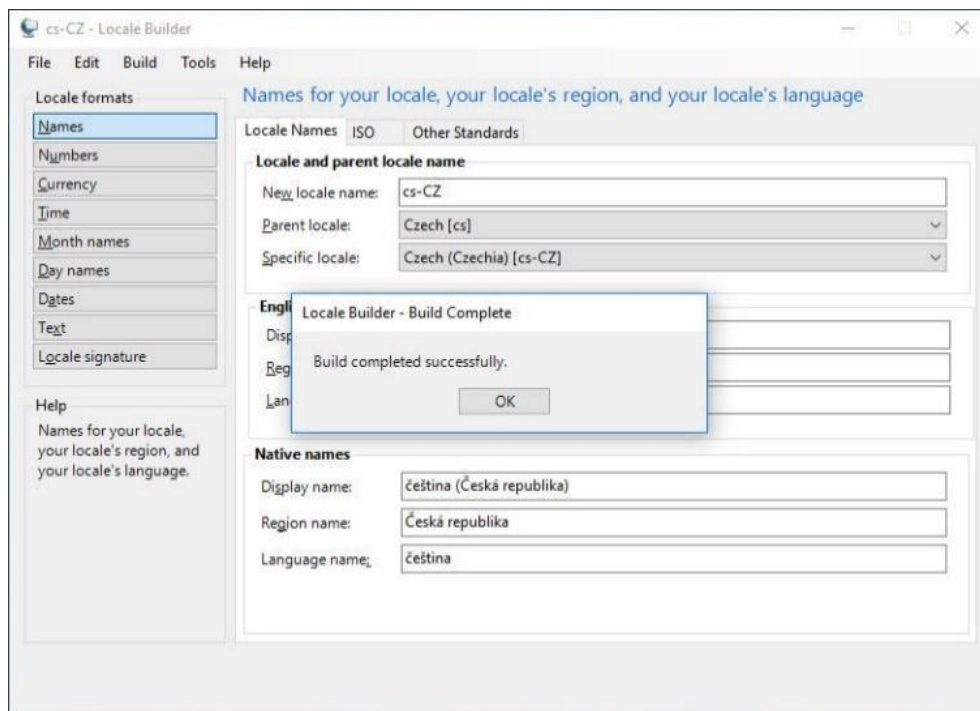 cs-CZ - Locale Builder
File Edit Build Tools Help
Locale formats
Names
Numbers
Currency
Time
Month names
Day names
Dates
Text
Locale signature
Help
Names for your locale,
your locale's region, and
your locale's language.
Names for your locale, your locale's region, and your locale's language
Locale Names ISO Other Standards
Locale and parent locale name
New locale name: cs-CZ
Parent locale: Czech [cs]
Specific locale: Czech (Czechia) [cs-CZ]
Locale Builder - Build Complete
Build completed successfully.
OK
Native names
Display name: čeština (Česká republika)
Region name: Česká republika
Language name: čeština